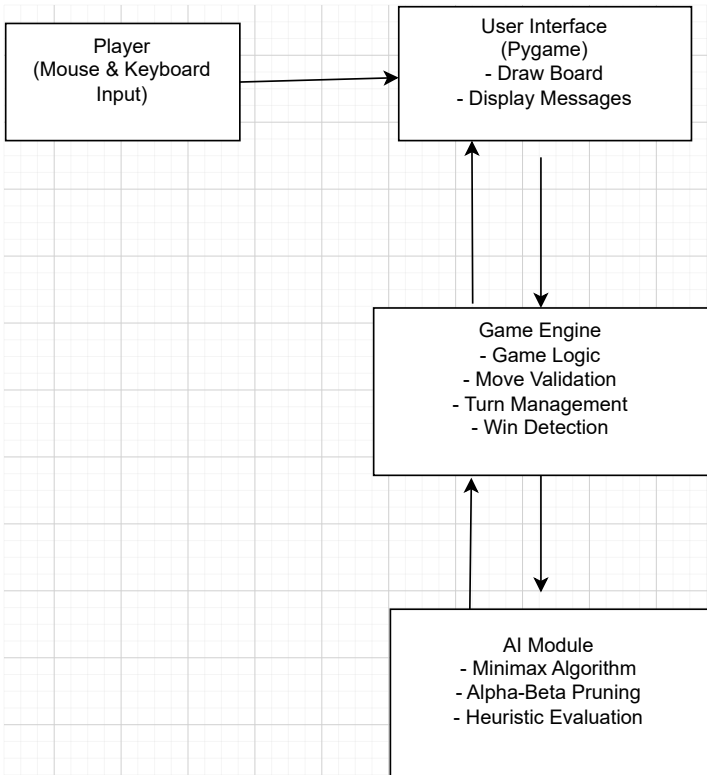 Player
(Mouse & Keyboard
Input)
User Interface
(Pygame)
- Draw Board
- Display Messages
Game Engine
- Game Logic
- Move Validation
- Turn Management
- Win Detection
AI Module
- Minimax Algorithm
- Alpha-Beta Pruning
- Heuristic Evaluation